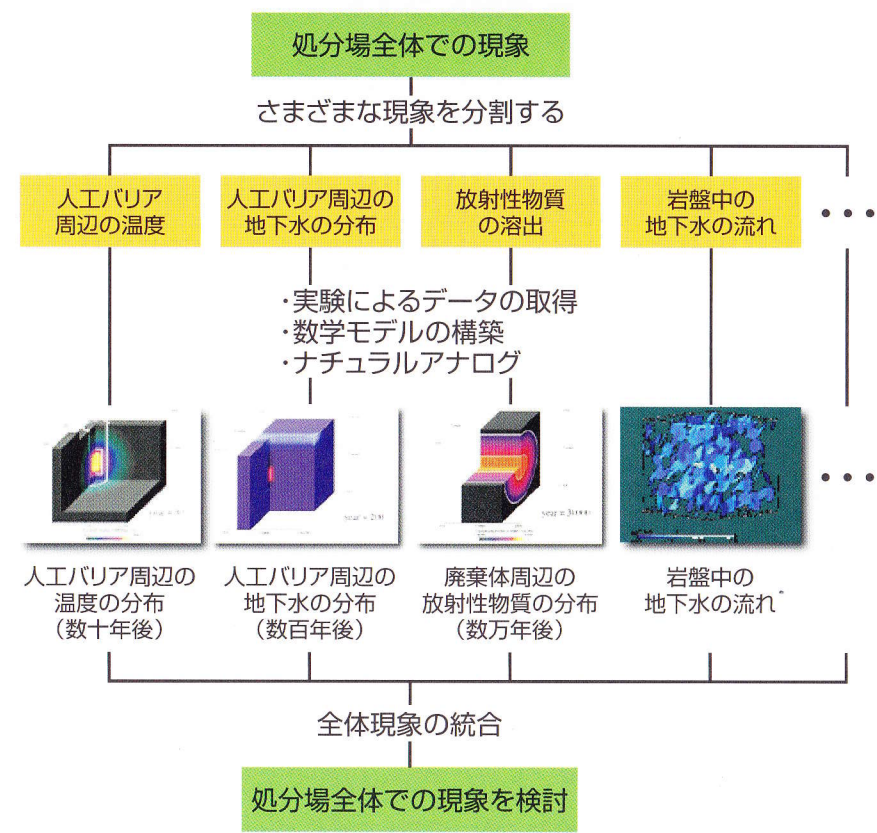 処分場全体での現象
さまざまな現象を分割する
人工バリア
周辺の温度
人工バリア周辺の
地下水の分布
放射性物質
の溶出
岩盤中の
地下水の流れ
・・・
・実験によるデータの取得
・数学モデルの構築
・ナチュラルアナログ
year = 200
・・・
人工バリア周辺の
温度の分布
（数十年後）
人工バリア周辺の
地下水の分布
（数百年後）
廃棄体周辺の
放射性物質の分布
（数万年後）
岩盤中の
地下水の流れ
全体現象の統合
処分場全体での現象を検討